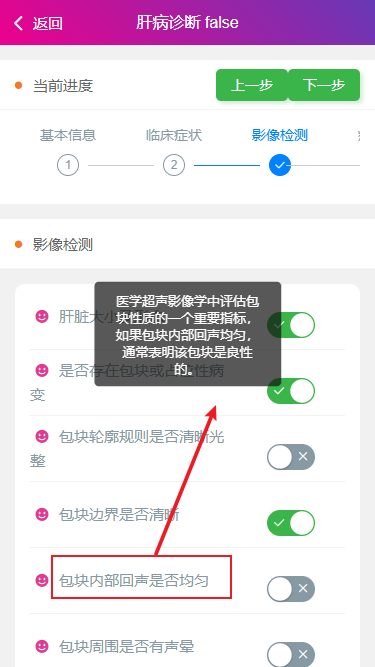 返回
肝病诊断 false
当前进度
上一步
下一步
基本信息
临床症状
影像检测
1
2
影像检测
医学超声影像学中评估包
块性质的一个重要指标，
如果包块内部回声均匀，
通常表明该包块是良性
的。
肝脏大小
是否存在包块或占位性病
变
包块轮廓规则是否清晰光
整
包块边界是否清晰
包块内部回声是否均匀
包块周围是否有声晕